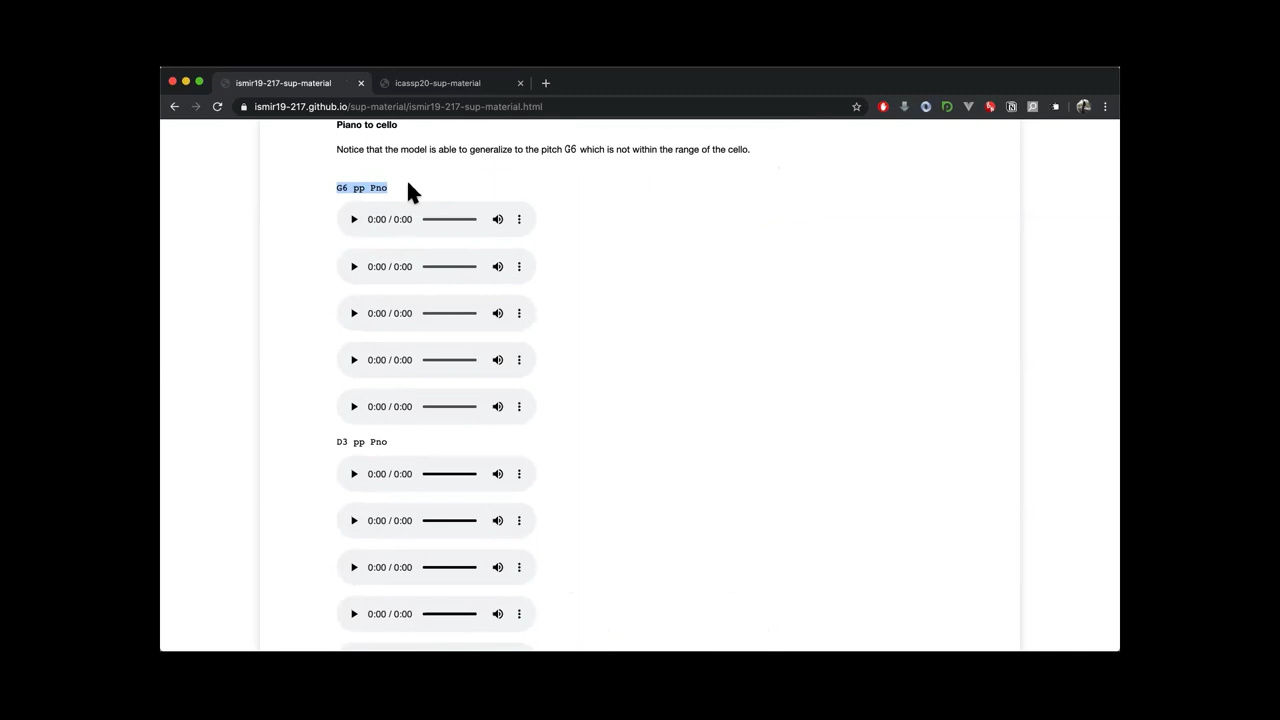 ismir19-217-sup-material
icassp20-sup-material
ismir19-217.github.io/sup-material/ismir19-217-sup-material.html
Piano to cello
Notice that the model is able to generalize to the pitch G6 which is not within the range of the cello.
G6 pp Pno
0:00 / 0:00
0:00 / 0:00
0:00 / 0:00
0:00 / 0:00
0:00 / 0:00
D3 pp Pno
0:00 / 0:00
0:00 / 0:00
0:00 / 0:00
0:00 / 0:00